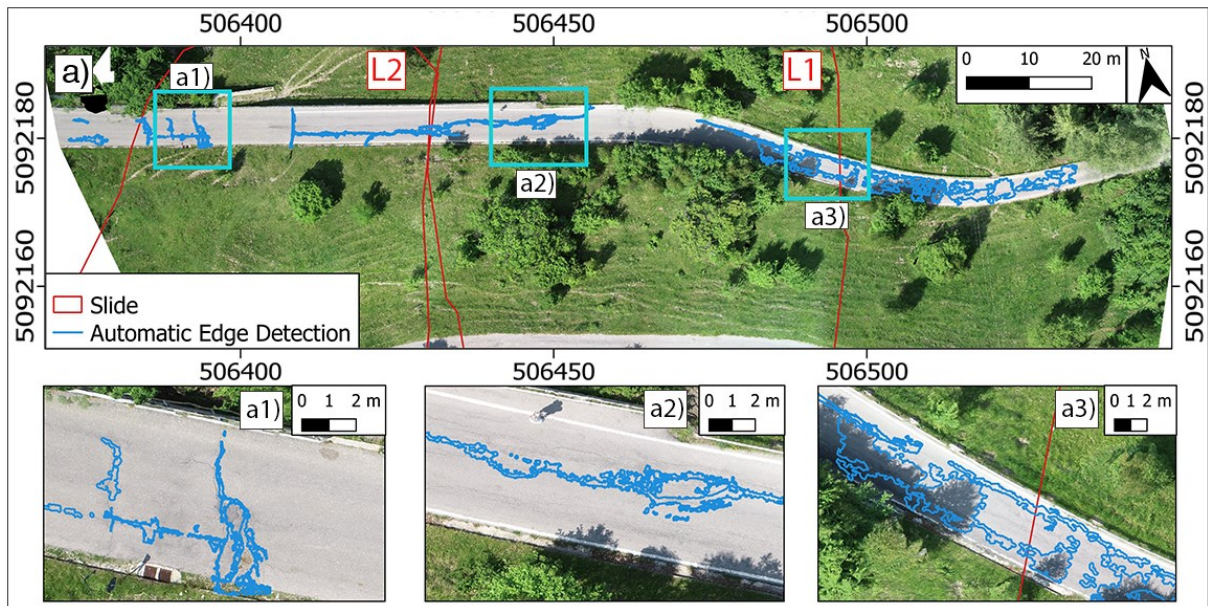 506400
506450
506500
a)
a1)
L2
L1
0 10 20 m
N
5092180
5092180
a2)
a3)
5092160
5092160
Slide
Automatic Edge Detection
506400
506450
506500
a1)
0 1 2 m
a2)
0 1 2 m
a3)
0 1 2 m